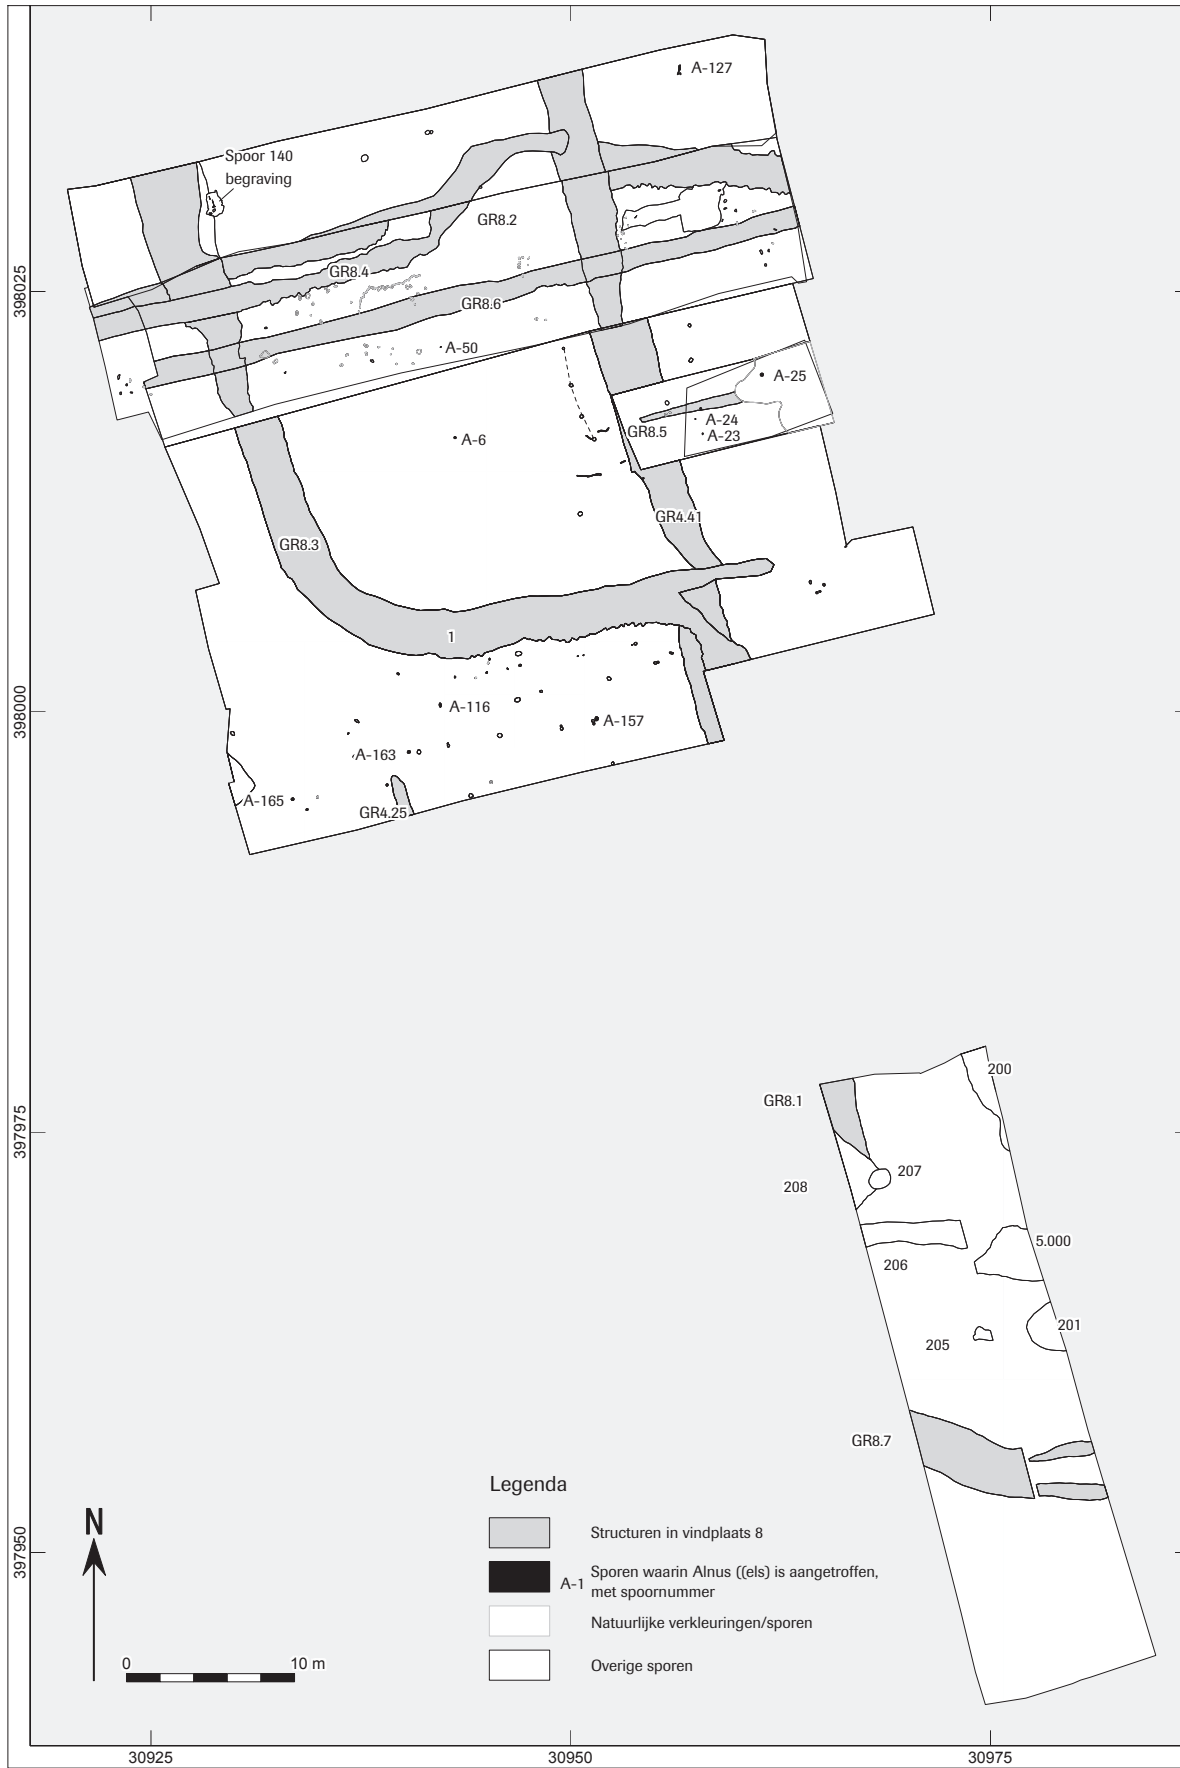 A-127
Spoor 140
begraving
GR8.2
GR8.4
GR8.6
A-50
A-25
A-24
A-23
GR8.5
A-6
GR4.41
GR8.3
1
A-116
A-157
A-163
A-165
GR4.25
398025
398000
397975
397950
200
GR8.1
207
208
5.000
206
201
205
GR8.7
Legenda
Structuren in vindplaats 8
A-1
Sporen waarin Alnus ((els) is aangetroffen,
met spoornummer
Natuurlijke verkleuringen/sporen
Overige sporen
N
0 10 m
30925 30950 30975